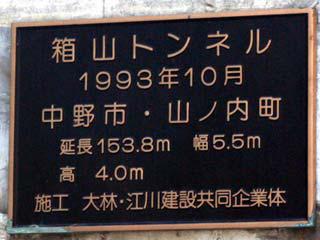 箱山トンネル
1993年10月
中野市・山ノ内町
延長153.8m 幅5.5m
高 4.0m
施工 大林・江川建設共同企業体